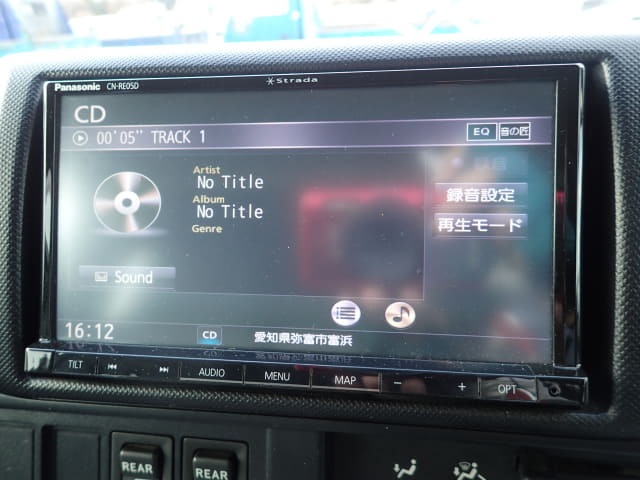 Panasonic CN-RE05D
Strada
CD
00'05" TRACK 1
EQ 音の匠
Artist
No Title
Album
No Title
Genre
録音設定
再生モード
Sound
16:12
CD
愛知県弥富市富浜
TILT AUDIO MENU MAP − + OPT
REAR REAR